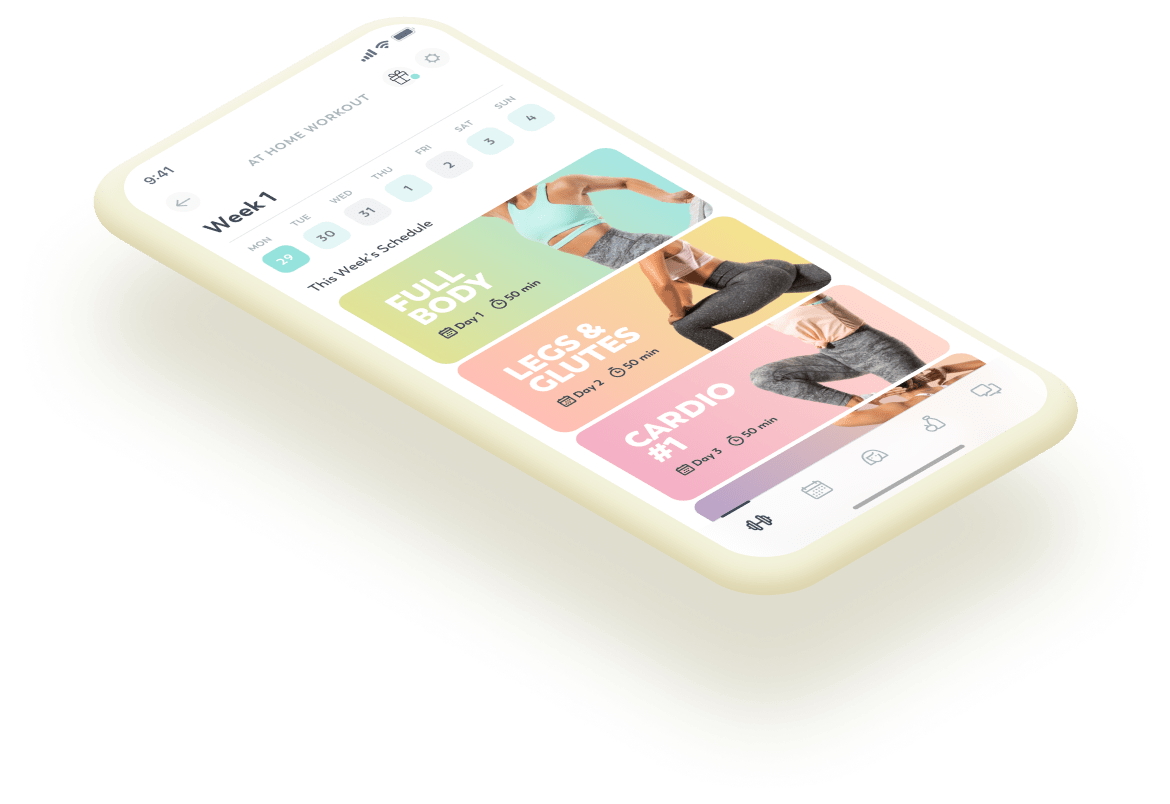 9:41
AT HOME WORKOUT
Week 1
MON TUE WED THU FRI SAT SUN
29 30 31 1 2 3 4
This Week's Schedule
FULL
BODY
Day 1 50 min
LEGS &
GLUTES
Day 2 50 min
CARDIO
#1
Day 3 50 min